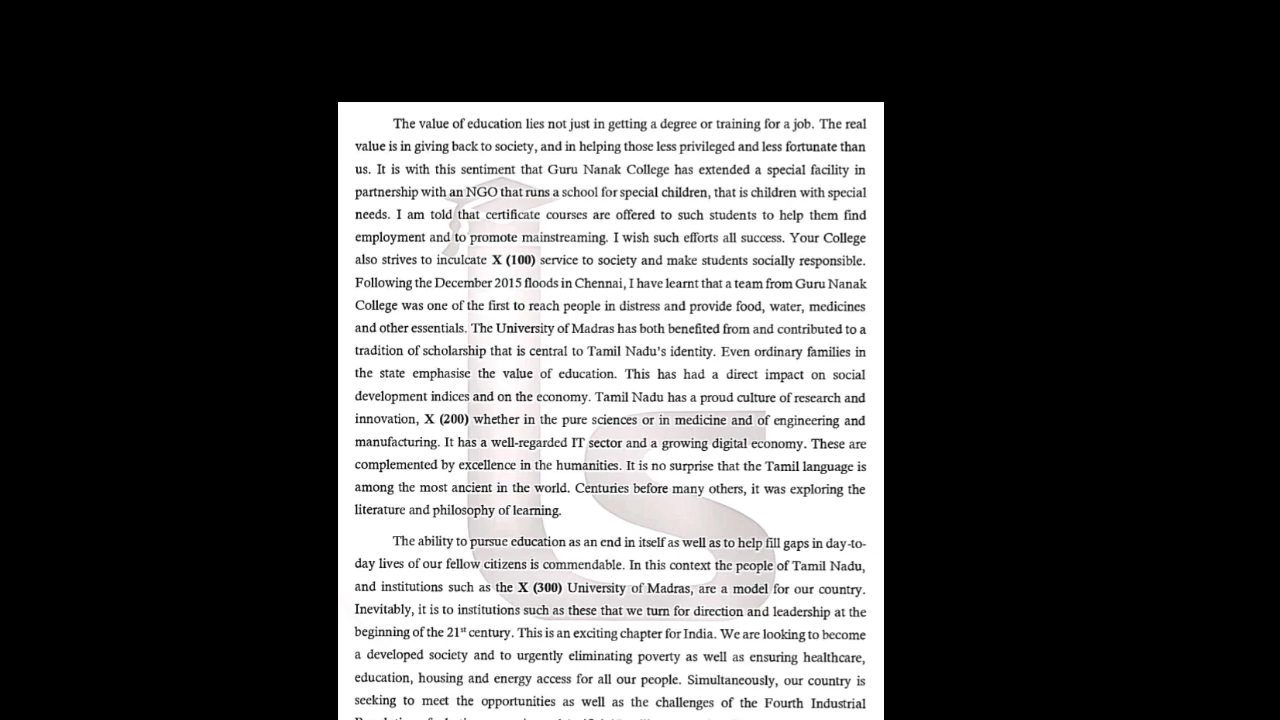 The value of education lies not just in getting a degree or training for a job. The real
value is in giving back to society, and in helping those less privileged and less fortunate than
us. It is with this sentiment that Guru Nanak College has extended a special facility in
partnership with an NGO that runs a school for special children, that is children with special
needs. I am told that certificate courses are offered to such students to help them find
employment and to promote mainstreaming. I wish such efforts all success. Your College
also strives to inculcate X (100) service to society and make students socially responsible.
Following the December 2015 floods in Chennai, I have learnt that a team from Guru Nanak
College was one of the first to reach people in distress and provide food, water, medicines
and other essentials. The University of Madras has both benefited from and contributed to a
tradition of scholarship that is central to Tamil Nadu's identity. Even ordinary families in
the state emphasise the value of education. This has had a direct impact on social
development indices and on the economy. Tamil Nadu has a proud culture of research and
innovation, X (200) whether in the pure sciences or in medicine and of engineering and
manufacturing. It has a well-regarded IT sector and a growing digital economy. These are
complemented by excellence in the humanities. It is no surprise that the Tamil language is
among the most ancient in the world. Centuries before many others, it was exploring the
literature and philosophy of learning.
The ability to pursue education as an end in itself as well as to help fill gaps in day-to-
day lives of our fellow citizens is commendable. In this context the people of Tamil Nadu,
and institutions such as the X (300) University of Madras, are a model for our country.
Inevitably, it is to institutions such as these that we turn for direction and leadership at the
beginning of the 21st century. This is an exciting chapter for India. We are looking to become
a developed society and to urgently eliminating poverty as well as ensuring healthcare,
education, housing and energy access for all our people. Simultaneously, our country is
seeking to meet the opportunities as well as the challenges of the Fourth Industrial